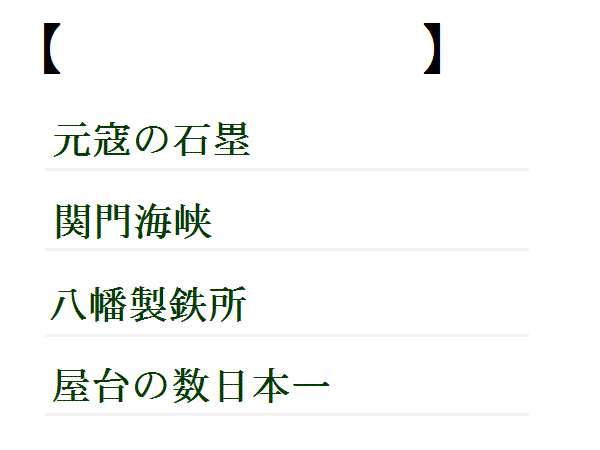 【 】
元寇の石塁
関門海峡
八幡製鉄所
屋台の数日本一